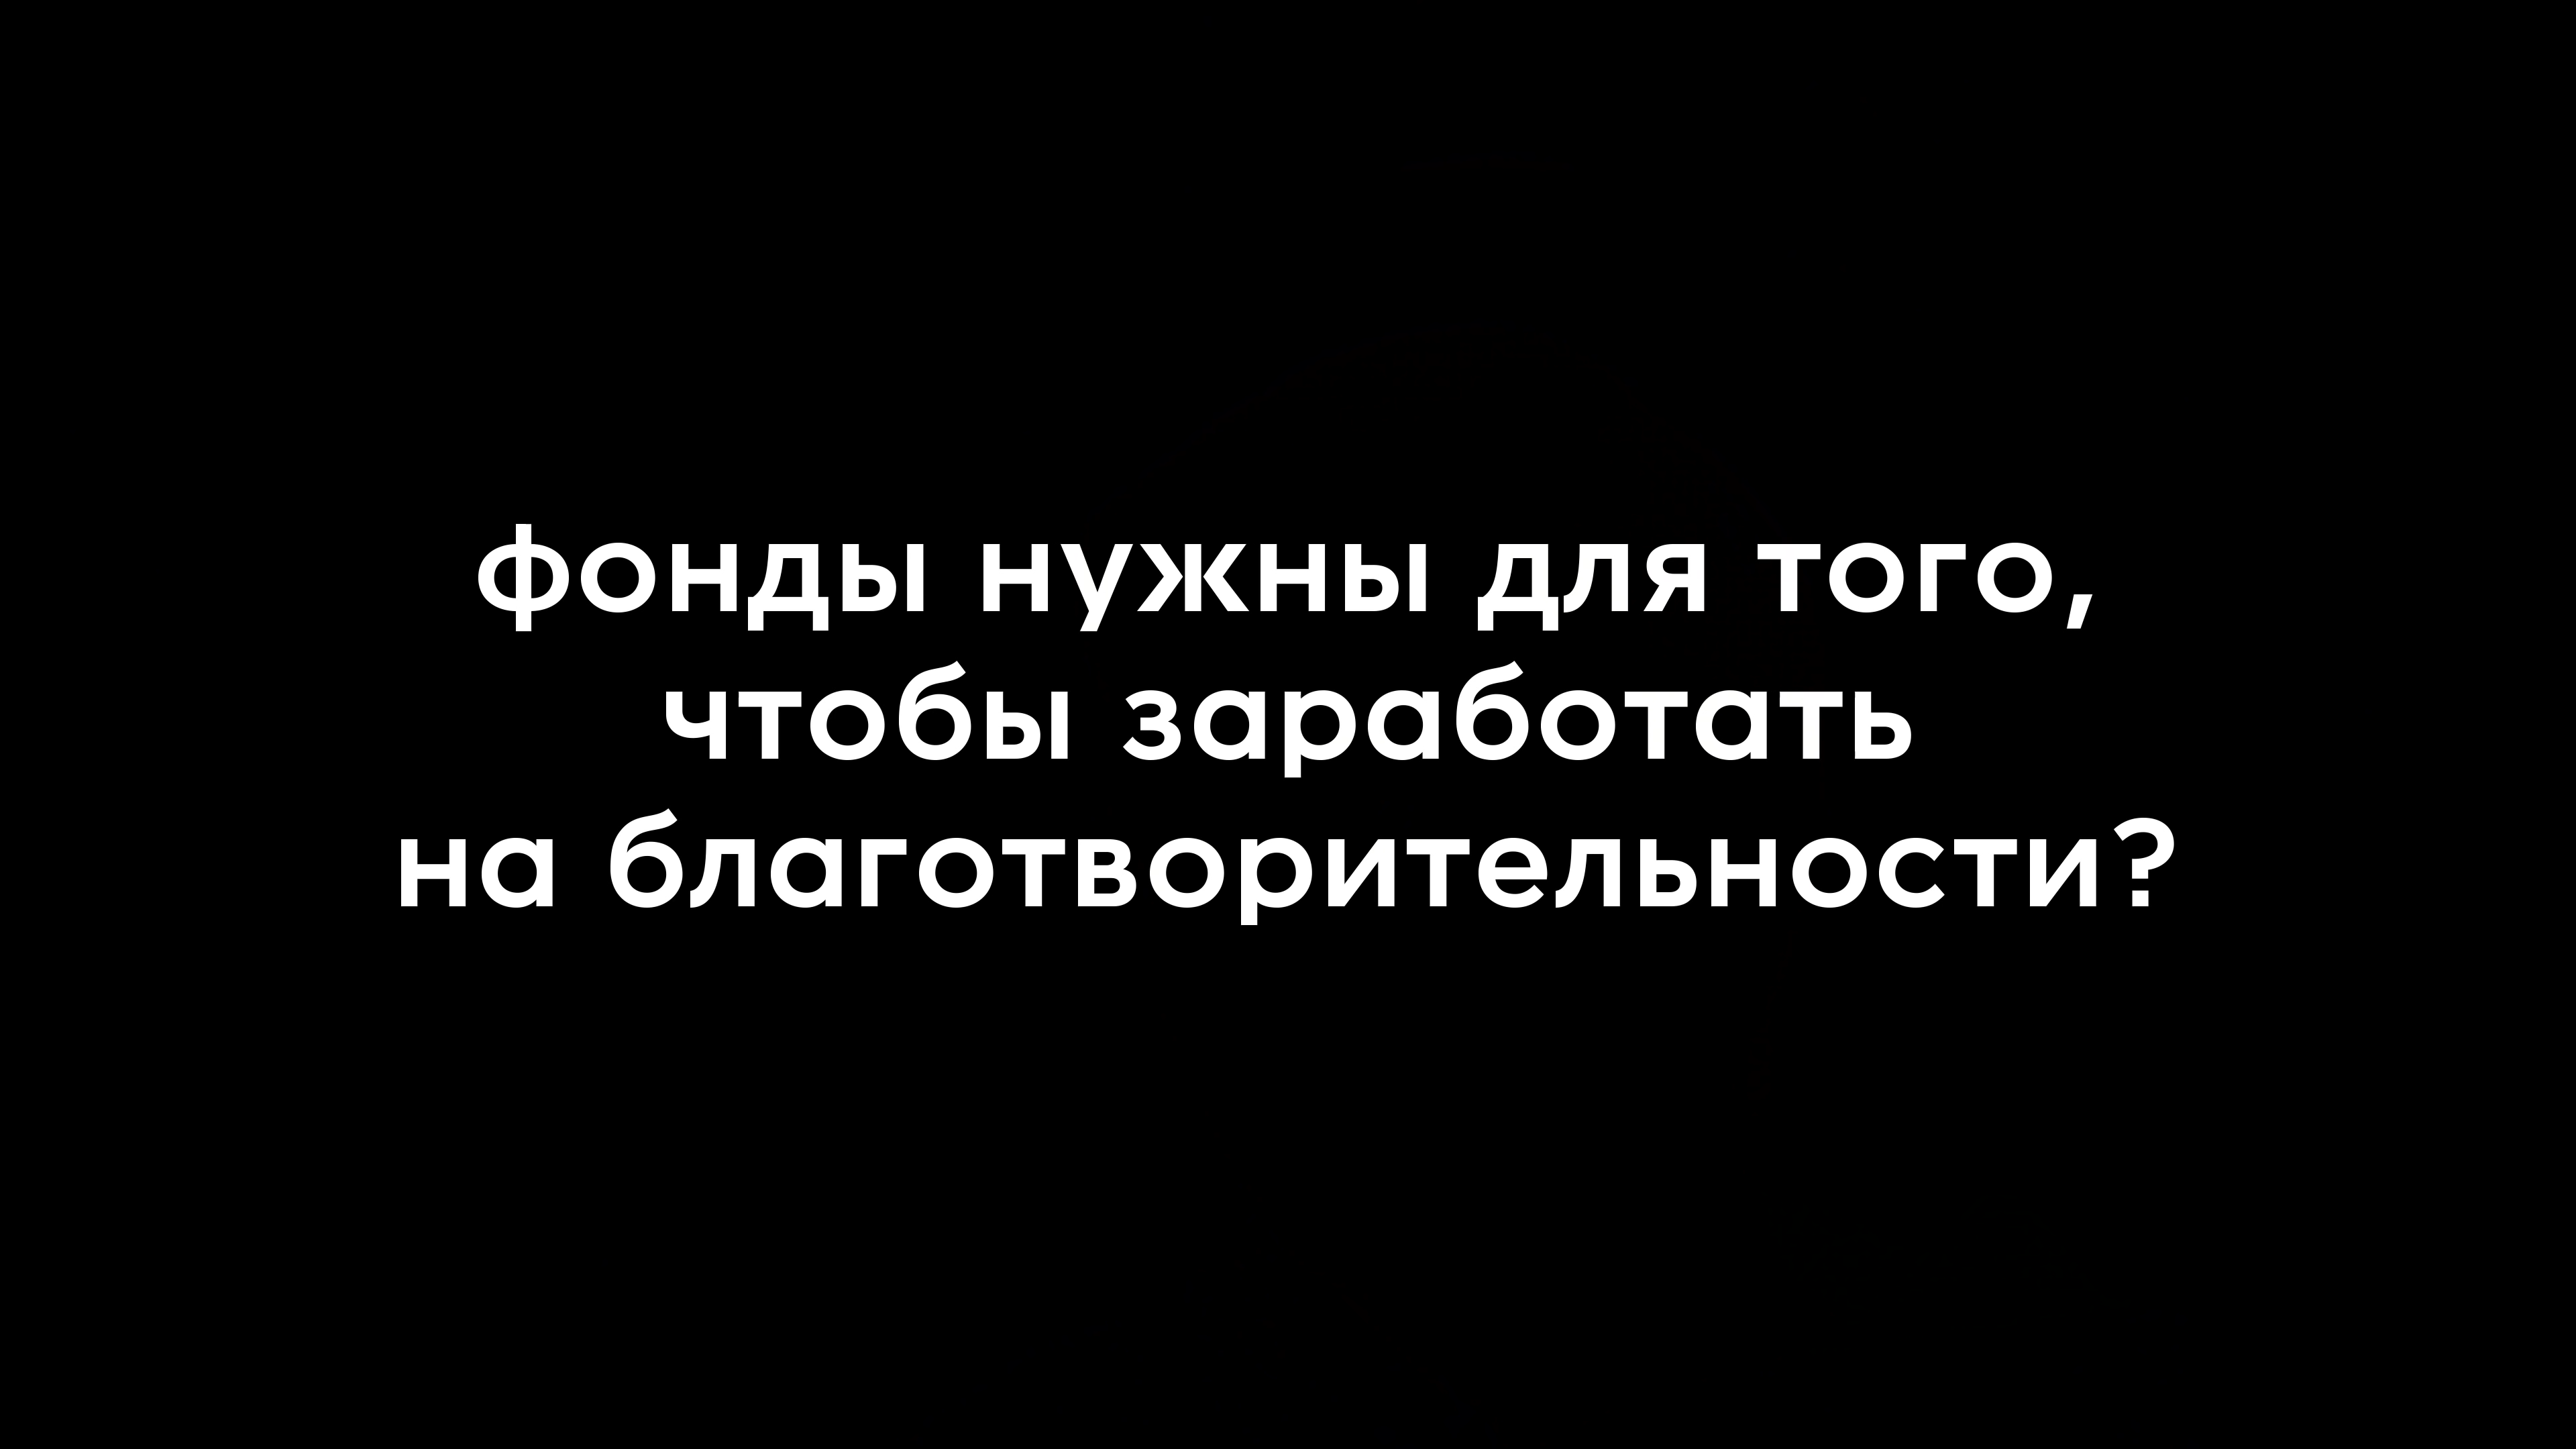 фонды нужны для того,
чтобы заработать
на благотворительности?